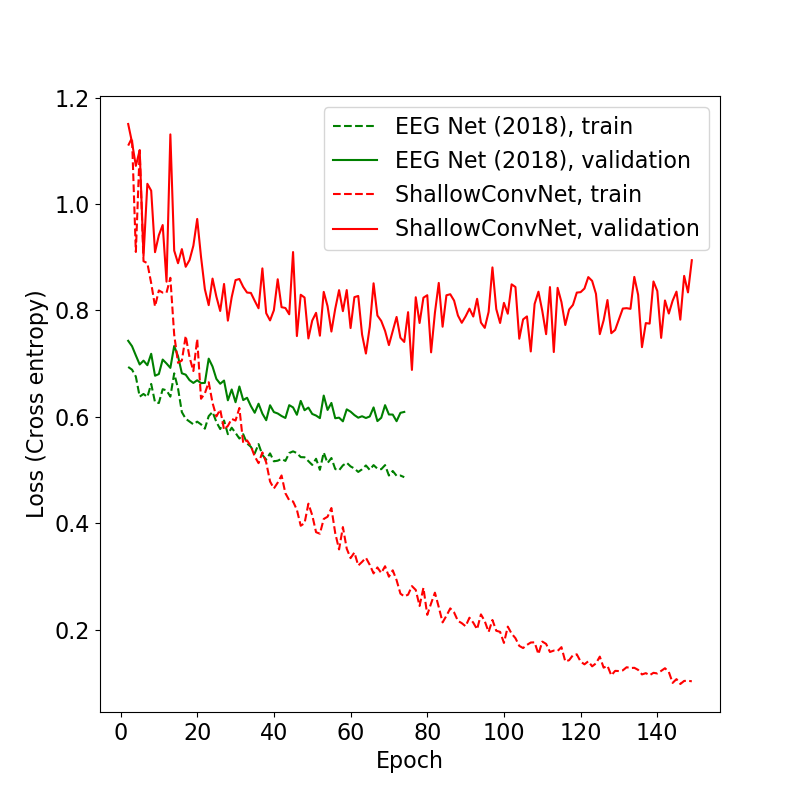 1.2
1.0
0.8
0.6
0.4
0.2
Loss (Cross entropy)
EEG Net (2018), train
EEG Net (2018), validation
ShallowConvNet, train
ShallowConvNet, validation
0 20 40 60 80 100 120 140
Epoch